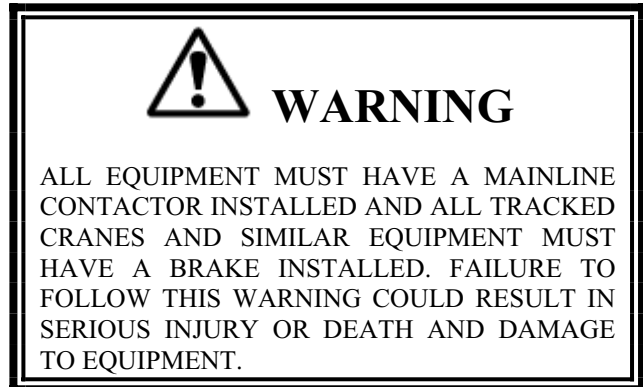 WARNING
ALL EQUIPMENT MUST HAVE A MAINLINE
CONTACTOR INSTALLED AND ALL TRACKED
CRANES AND SIMILAR EQUIPMENT MUST
HAVE A BRAKE INSTALLED. FAILURE TO
FOLLOW THIS WARNING COULD RESULT IN
SERIOUS INJURY OR DEATH AND DAMAGE
TO EQUIPMENT.